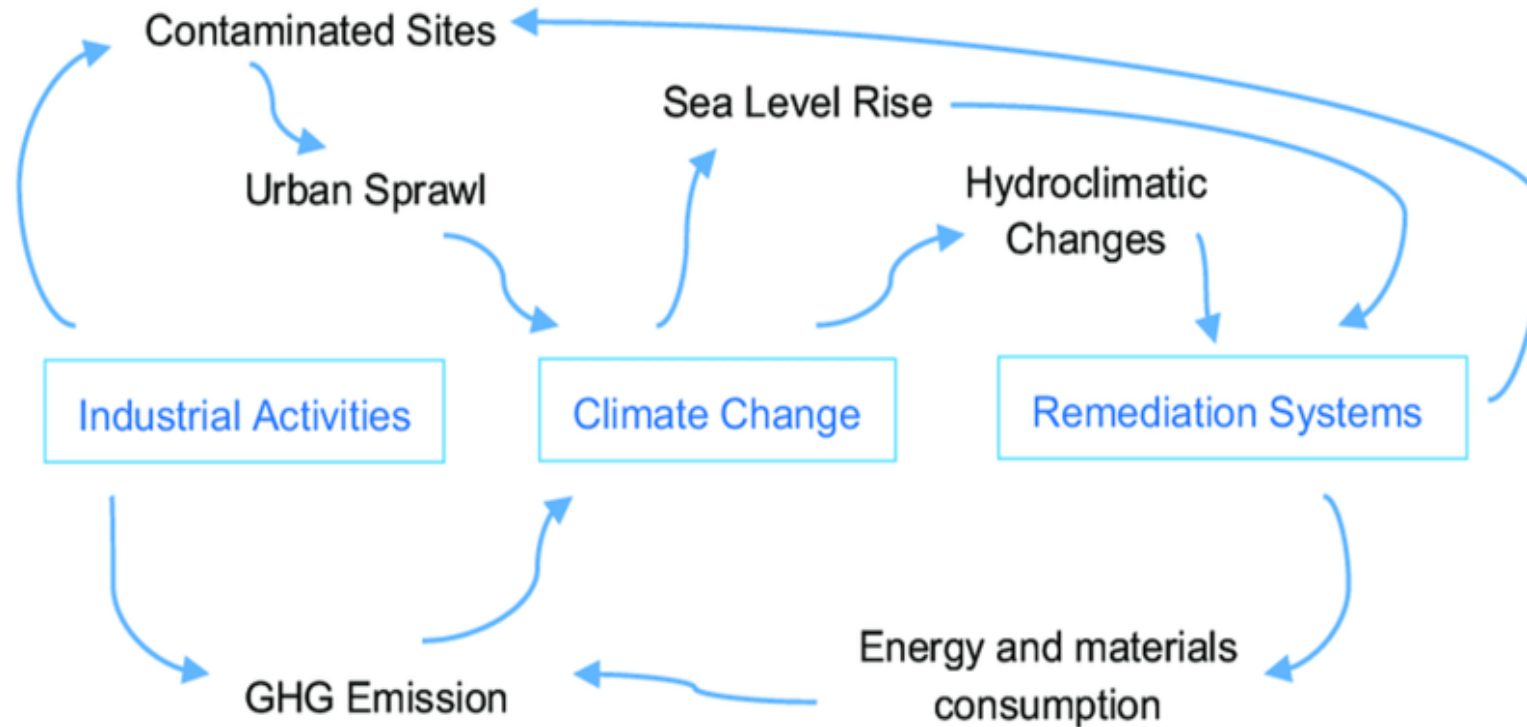 Contaminated Sites
Sea Level Rise
Urban Sprawl
Hydroclimatic
Changes
Industrial Activities
Climate Change
Remediation Systems
GHG Emission
Energy and materials
consumption